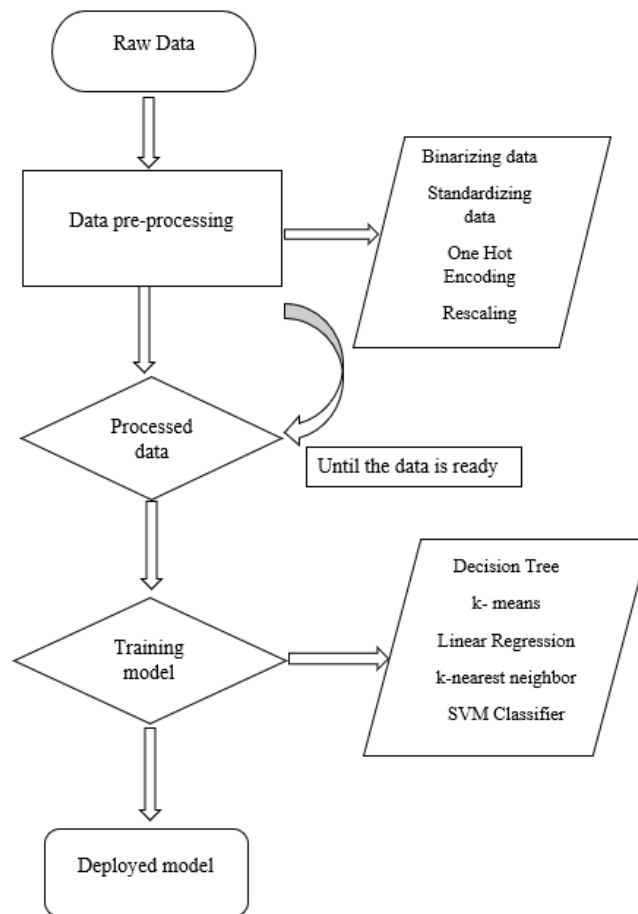 Raw Data
Data pre-processing
Binarizing data
Standardizing
data
One Hot
Encoding
Rescaling
Processed
data
Until the data is ready
Training
model
Decision Tree
k- means
Linear Regression
k-nearest neighbor
SVM Classifier
Deployed model